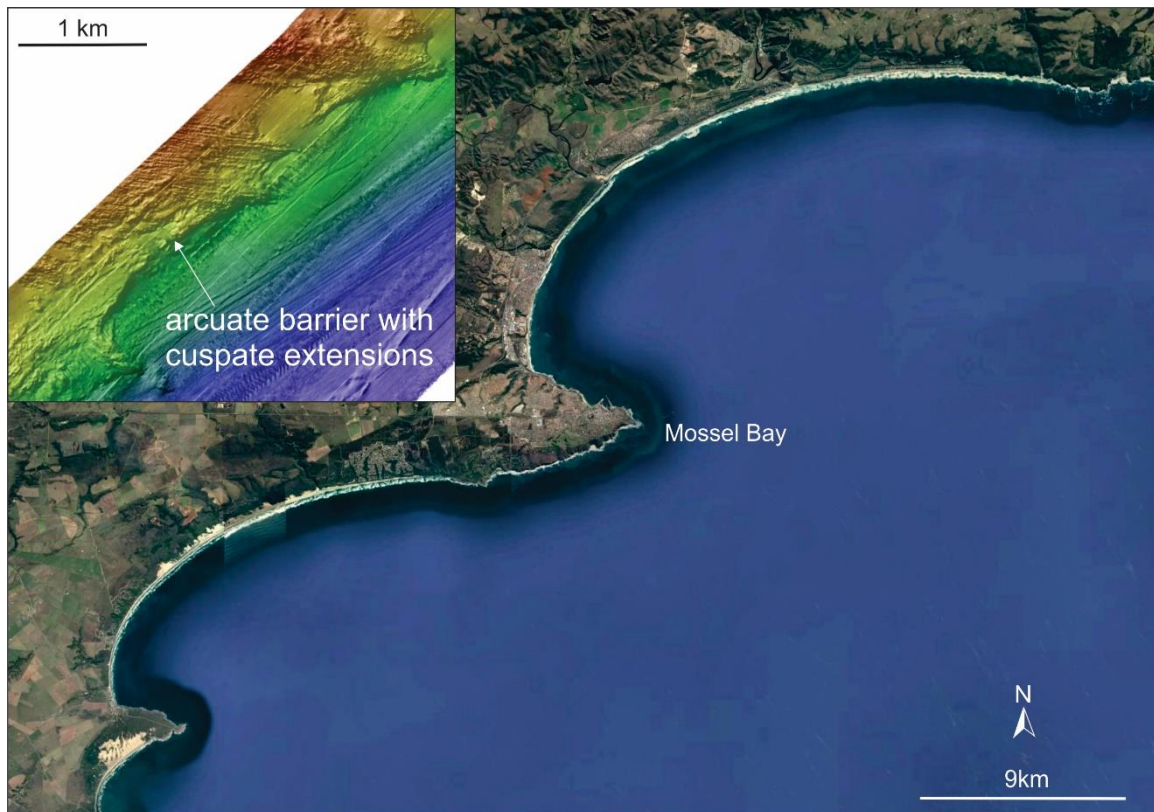 1 km
arcuate barrier with
cuspate extensions
Mossel Bay
N
9km